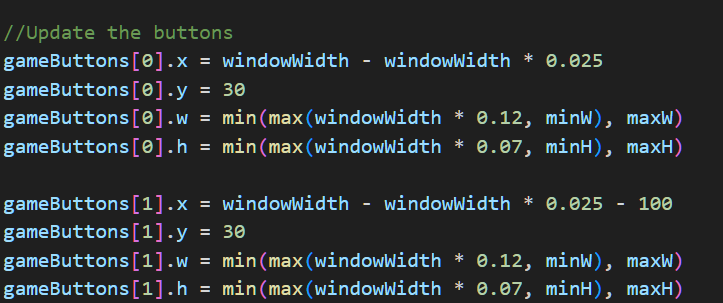 //Update the buttons
gameButtons[0].x = windowWidth - windowWidth * 0.025
gameButtons[0].y = 30
gameButtons[0].w = min(max(windowWidth * 0.12, minW), maxW)
gameButtons[0].h = min(max(windowWidth * 0.07, minH), maxH)
gameButtons[1].x = windowWidth - windowWidth * 0.025 - 100
gameButtons[1].y = 30
gameButtons[1].w = min(max(windowWidth * 0.12, minW), maxW)
gameButtons[1].h = min(max(windowWidth * 0.07, minH), maxH)